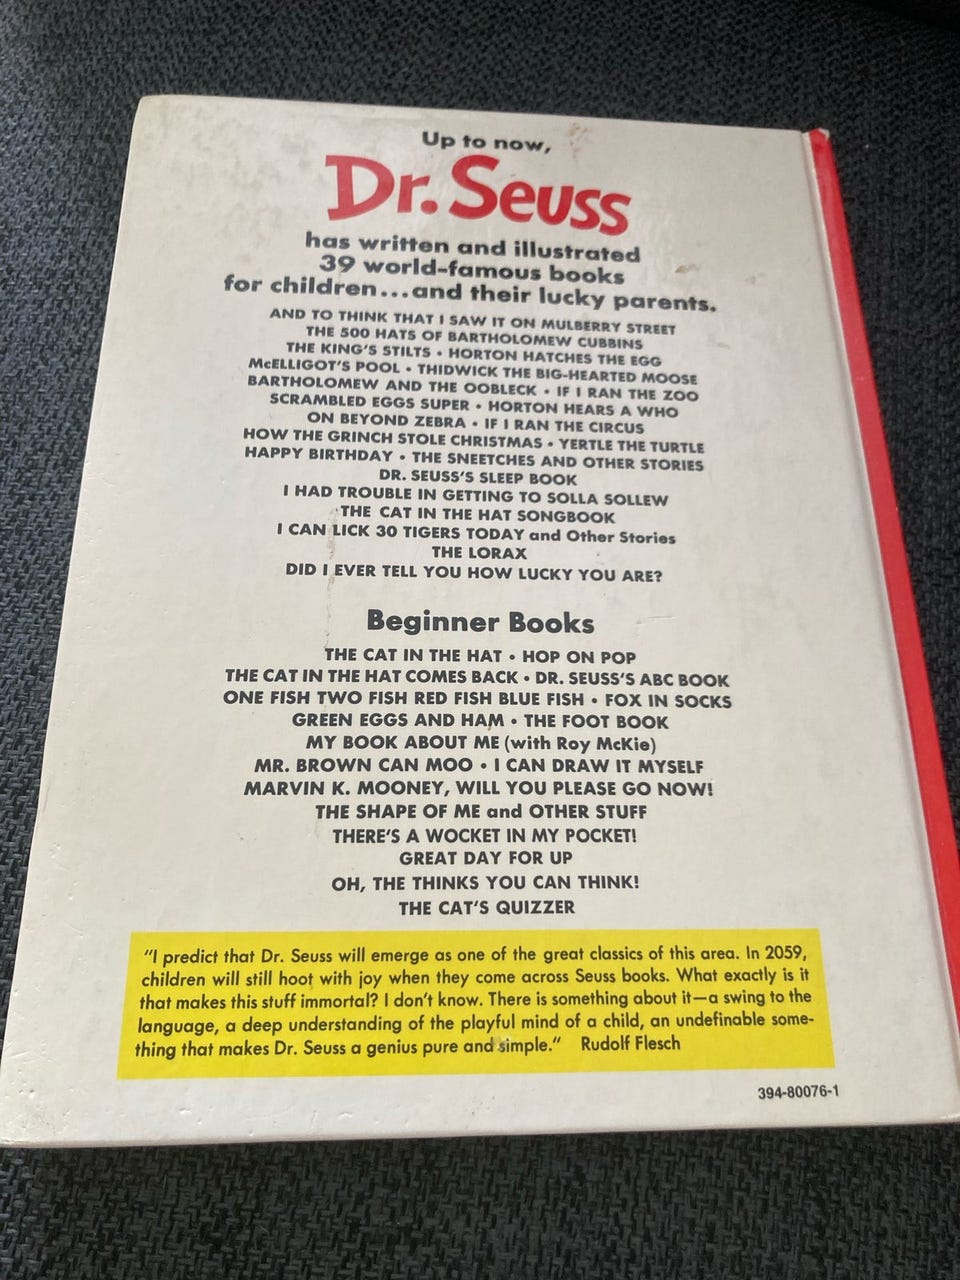 Up to now,
Dr. Seuss
has written and illustrated
39 world-famous books
for children...and their lucky parents.
AND TO THINK THAT I SAW IT ON MULBERRY STREET
THE 500 HATS OF BARTHOLOMEW CUBBINS
THE KING'S STILTS • HORTON HATCHES THE EGG
McELLIGOT'S POOL • THIDWICK THE BIG-HEARTED MOOSE
BARTHOLOMEW AND THE OOBLECK • IF I RAN THE ZOO
SCRAMBLED EGGS SUPER • HORTON HEARS A WHO
ON BEYOND ZEBRA • IF I RAN THE CIRCUS
HOW THE GRINCH STOLE CHRISTMAS • YERTLE THE TURTLE
HAPPY BIRTHDAY • THE SNEETCHES AND OTHER STORIES
DR. SEUSS'S SLEEP BOOK
I HAD TROUBLE IN GETTING TO SOLLA SOLLEW
THE CAT IN THE HAT SONGBOOK
I CAN LICK 30 TIGERS TODAY and Other Stories
THE LORAX
DID I EVER TELL YOU HOW LUCKY YOU ARE?
Beginner Books
THE CAT IN THE HAT • HOP ON POP
THE CAT IN THE HAT COMES BACK • DR. SEUSS'S ABC BOOK
ONE FISH TWO FISH RED FISH BLUE FISH • FOX IN SOCKS
GREEN EGGS AND HAM • THE FOOT BOOK
MY BOOK ABOUT ME (with Roy McKie)
MR. BROWN CAN MOO • I CAN DRAW IT MYSELF
MARVIN K. MOONEY, WILL YOU PLEASE GO NOW!
THE SHAPE OF ME and OTHER STUFF
THERE'S A WOCKET IN MY POCKET!
GREAT DAY FOR UP
OH, THE THINKS YOU CAN THINK!
THE CAT'S QUIZZER
"I predict that Dr. Seuss will emerge as one of the great classics of this area. In 2059,
children will still hoot with joy when they come across Seuss books. What exactly is it
that makes this stuff immortal? I don't know. There is something about it—a swing to the
language, a deep understanding of the playful mind of a child, an undefinable some-
thing that makes Dr. Seuss a genius pure and simple." Rudolf Flesch
394-80076-1